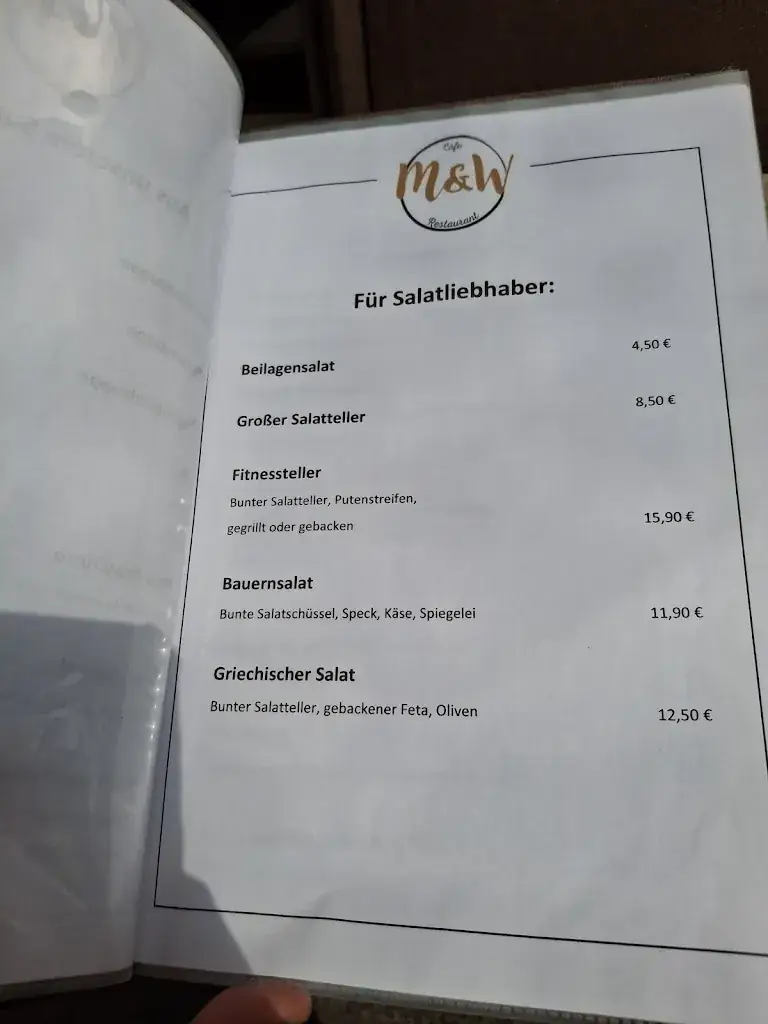 Cafe
M&W
Restaurant
Für Salatliebhaber:
Beilagensalat 4,50 €
Großer Salatteller 8,50 €
Fitnessteller
Bunter Salatteller, Putenstreifen,
gegrillt oder gebacken 15,90 €
Bauernsalat
Bunte Salatschüssel, Speck, Käse, Spiegelei 11,90 €
Griechischer Salat
Bunter Salatteller, gebackener Feta, Oliven 12,50 €